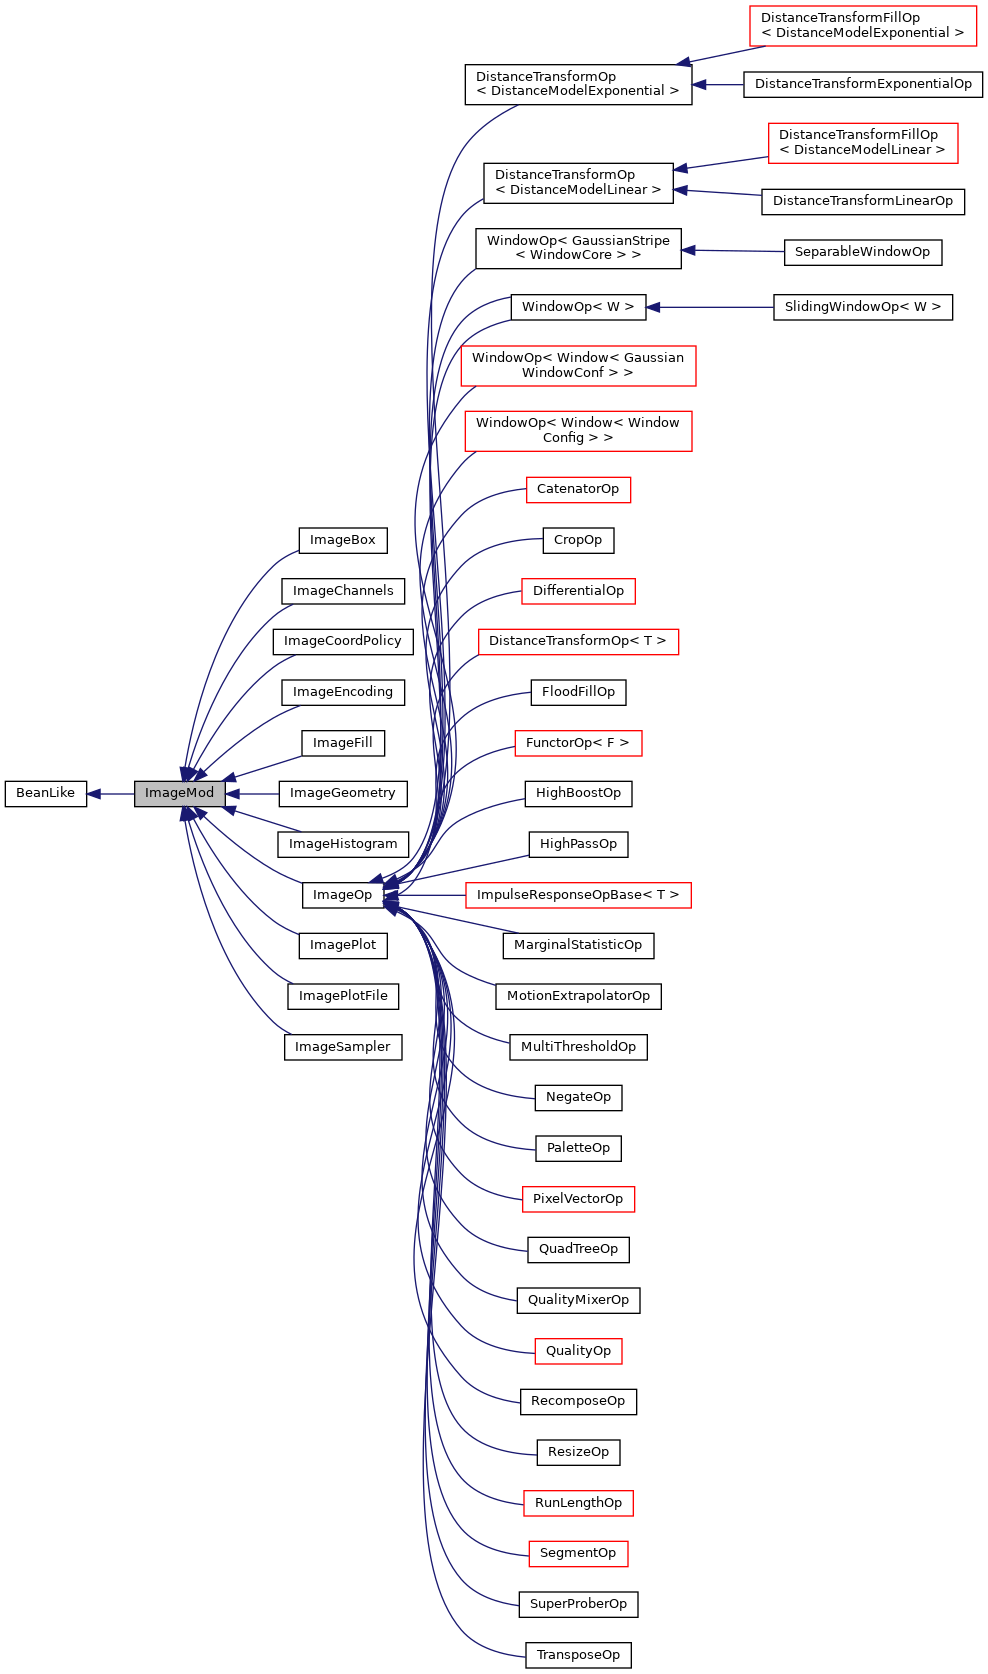 BeanLike
ImageMod
ImageBox
ImageChannels
ImageCoordPolicy
ImageEncoding
ImageFill
ImageGeometry
ImageHistogram
ImageOp
ImagePlot
ImagePlotFile
ImageSampler
DistanceTransformOp
< DistanceModelExponential >
DistanceTransformOp
< DistanceModelLinear >
WindowOp< GaussianStripe
< WindowCore > >
WindowOp< W >
WindowOp< Window< Gaussian
WindowConf > >
WindowOp< Window< Window
Config > >
CatenatorOp
CropOp
DifferentialOp
DistanceTransformOp< T >
FloodFillOp
FunctorOp< F >
HighBoostOp
HighPassOp
ImpulseResponseOpBase< T >
MarginalStatisticOp
MotionExtrapolatorOp
MultiThresholdOp
NegateOp
PaletteOp
PixelVectorOp
QuadTreeOp
QualityMixerOp
QualityOp
RecomposeOp
ResizeOp
RunLengthOp
SegmentOp
SuperProberOp
TransposeOp
DistanceTransformFillOp
< DistanceModelExponential >
DistanceTransformExponentialOp
DistanceTransformFillOp
< DistanceModelLinear >
DistanceTransformLinearOp
SeparableWindowOp
SlidingWindowOp< W >